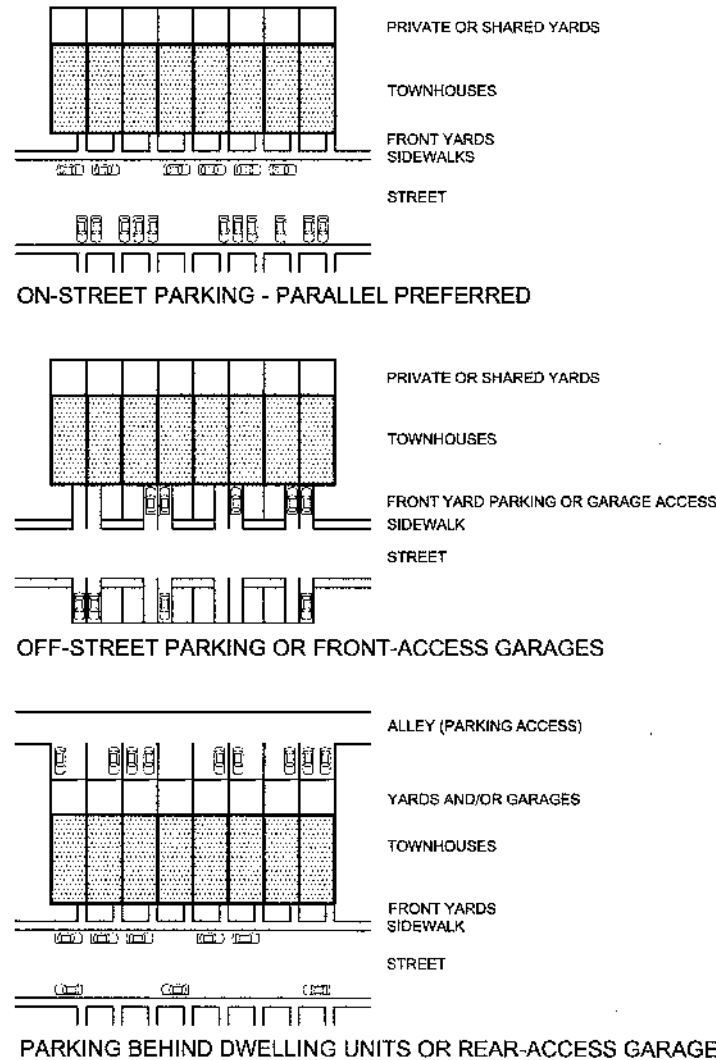 PRIVATE OR SHARED YARDS
TOWNHOUSES
FRONT YARDS
SIDEWALKS
STREET
ON-STREET PARKING - PARALLEL PREFERRED
PRIVATE OR SHARED YARDS
TOWNHOUSES
FRONT YARD PARKING OR GARAGE ACCESS
SIDEWALK
STREET
OFF-STREET PARKING OR FRONT-ACCESS GARAGES
ALLEY (PARKING ACCESS)
YARDS AND/OR GARAGES
TOWNHOUSES
FRONT YARDS
SIDEWALK
STREET
PARKING BEHIND DWELLING UNITS OR REAR-ACCESS GARAGE